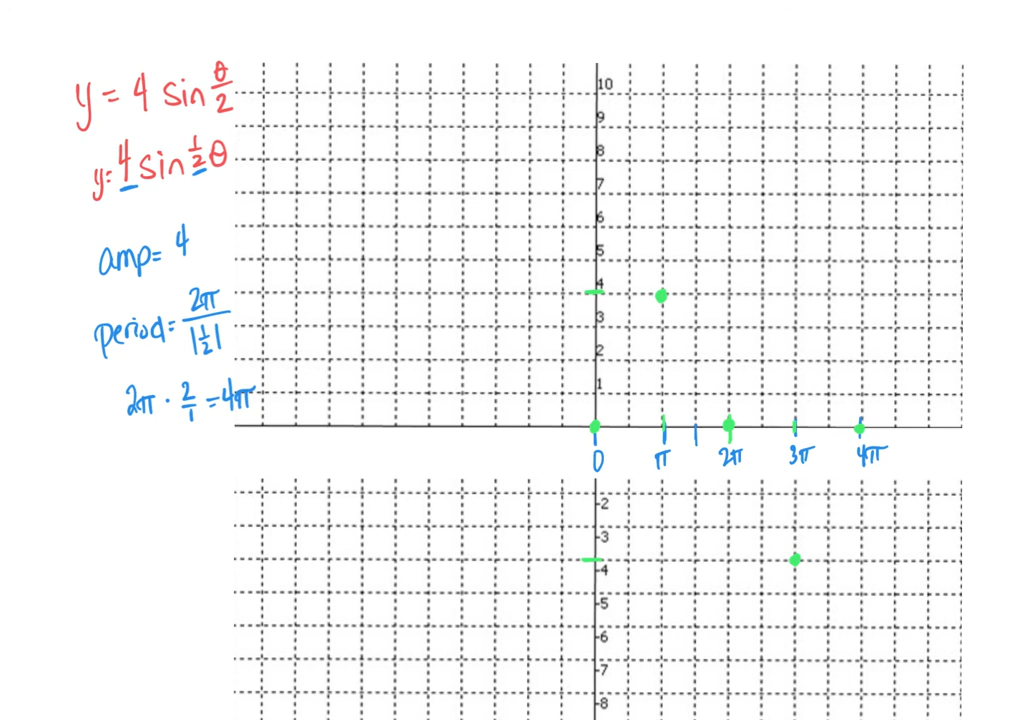 y = 4 sin θ/2
y = 4 sin 1/2 θ
amp = 4
period = 2π/|1/2|
2π · 2/1 = 4π
10
9
8
7
6
5
4
3
2
1
0 π 2π 3π 4π
-2
-3
-4
-5
-6
-7
-8